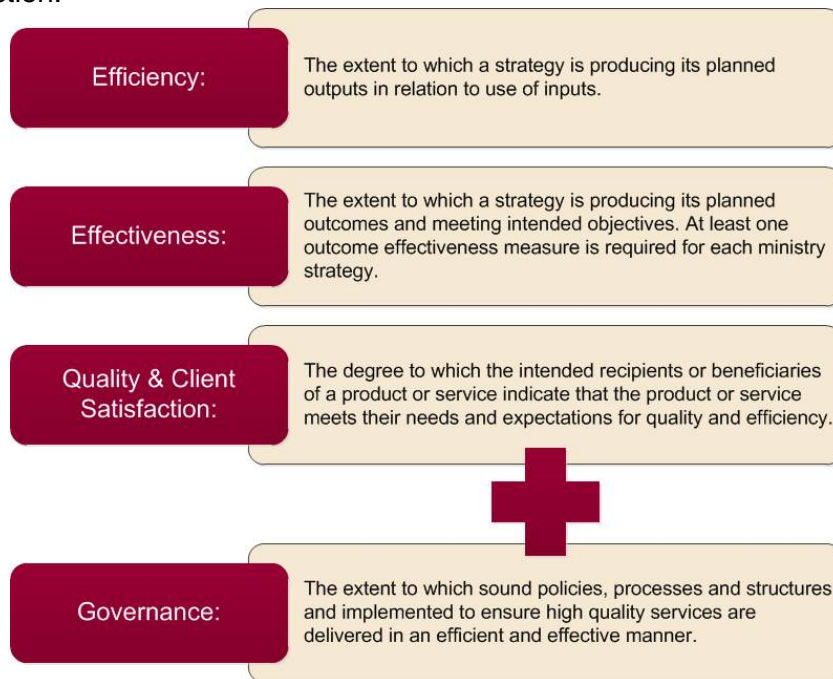 Efficiency:
The extent to which a strategy is producing its planned
outputs in relation to use of inputs.
Effectiveness:
The extent to which a strategy is producing its planned
outcomes and meeting intended objectives. At least one
outcome effectiveness measure is required for each ministry
strategy.
Quality & Client
Satisfaction:
The degree to which the intended recipients or beneficiaries
of a product or service indicate that the product or service
meets their needs and expectations for quality and efficiency.
Governance:
The extent to which sound policies, processes and structures
and implemented to ensure high quality services are
delivered in an efficient and effective manner.